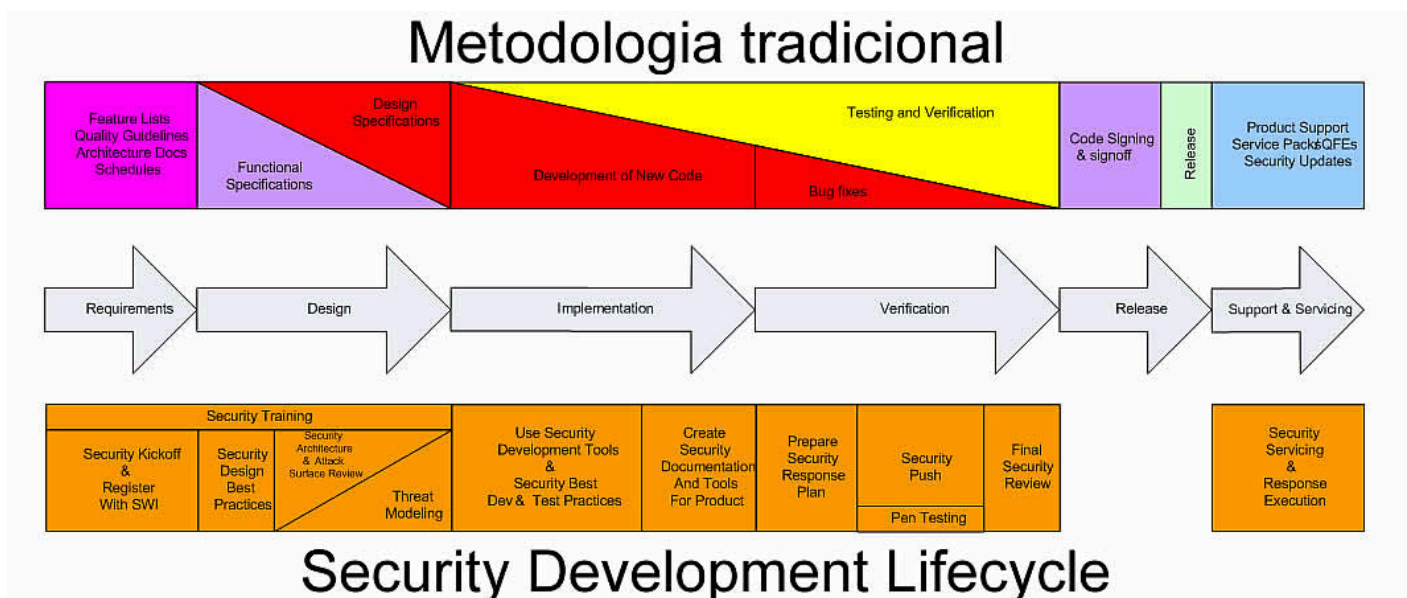 Metodologia tradicional
Feature Lists
Quality Guidelines
Architecture Docs
Schedules
Functional
Specifications
Design
Specifications
Development of New Code
Bug fixes
Testing and Verification
Code Signing
& signoff
Release
Product Support
Service Packs/QFEs
Security Updates
Requirements
Design
Implementation
Verification
Release
Support & Servicing
Security Training
Security Kickoff
&
Register
With SWI
Security
Design
Best
Practices
Security
Architecture
& Attack
Surface Review
Threat
Modeling
Use Security
Development Tools
&
Security Best
Dev & Test Practices
Create
Security
Documentation
And Tools
For Product
Prepare
Security
Response
Plan
Security
Push
Pen Testing
Final
Security
Review
Security
Servicing
&
Response
Execution
Security Development Lifecycle